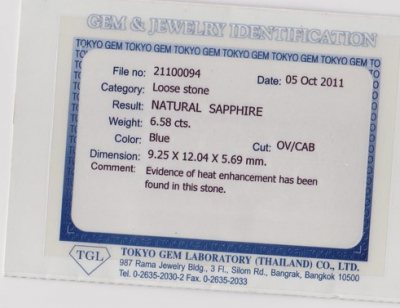 GEM & JEWELRY IDENTIFICATION
TOKYO GEM TOKYO GEM TOKYO GEM TOKYO GEM TOKYO GEM TOKYO GEM TOKYO
File no: 21100094 Date: 05 Oct 2011
Category: Loose stone
Result: NATURAL SAPPHIRE
Weight: 6.58 cts.
Color: Blue Cut: OV/CAB
Dimension: 9.25 X 12.04 X 5.69 mm.
Comment: Evidence of heat enhancement has been
found in this stone.
TGL
TOKYO GEM LABORATORY (THAILAND) CO., LTD.
987 Rama Jewelry Bldg., 3 Fl., Silom Rd., Bangrak, Bangkok 10500
Tel. 0-2635-2030-2 Fax. 0-2635-2033